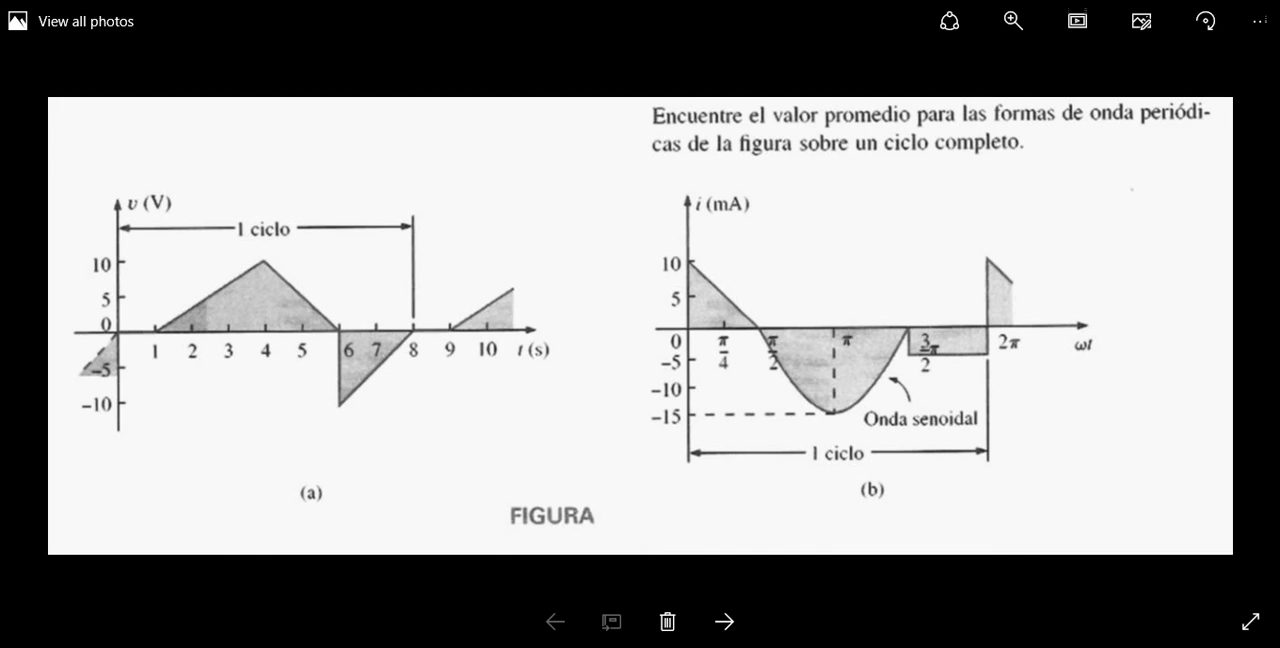 View all photos
Encuentre el valor promedio para las formas de onda periódi-
cas de la figura sobre un ciclo completo.
υ (V)
1 ciclo
10
5
0
-5
-10
1 2 3 4 5 6 7 8 9 10 t (s)
(a)
i (mA)
10
5
0
-5
-10
-15
π/4
π/2
π
3/2 π
2π
ωt
Onda senoidal
1 ciclo
(b)
FIGURA